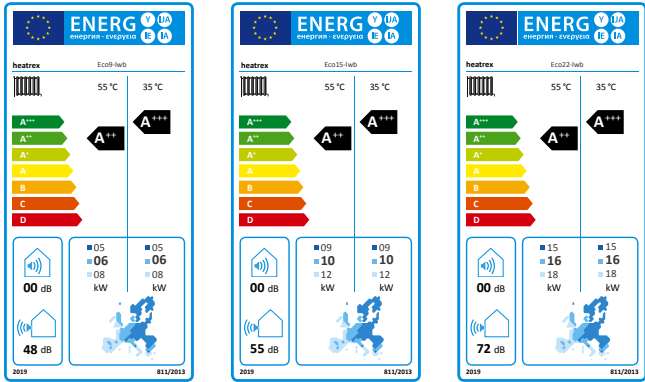 ENERG Y IJA IE IA
енергия · ενεργεια
heatrex Eco9-lwb
55 °C 35 °C
A+++
A++
A+
A
B
C
D
A++
A+++
05 05
06 06
08 08
kW kW
00 dB
48 dB
2019 811/2013
ENERG Y IJA IE IA
енергия · ενεργεια
heatrex Eco15-lwb
55 °C 35 °C
A+++
A++
A+
A
B
C
D
A++
A+++
09 09
10 10
12 12
kW kW
00 dB
55 dB
2019 811/2013
ENERG Y IJA IE IA
енергия · ενεργεια
heatrex Eco22-lwb
55 °C 35 °C
A+++
A++
A+
A
B
C
D
A++
A+++
15 15
16 16
18 18
kW kW
00 dB
72 dB
2019 811/2013